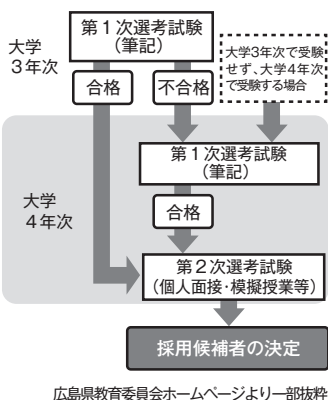 大学
3年次
第1次選考試験
(筆記)
合格
不合格
大学3年次で受験
せず、大学4年次
で受験する場合
大学
4年次
第1次選考試験
(筆記)
合格
第2次選考試験
(個人面接・模擬授業等)
採用候補者の決定
広島県教育委員会ホームページより一部抜粋